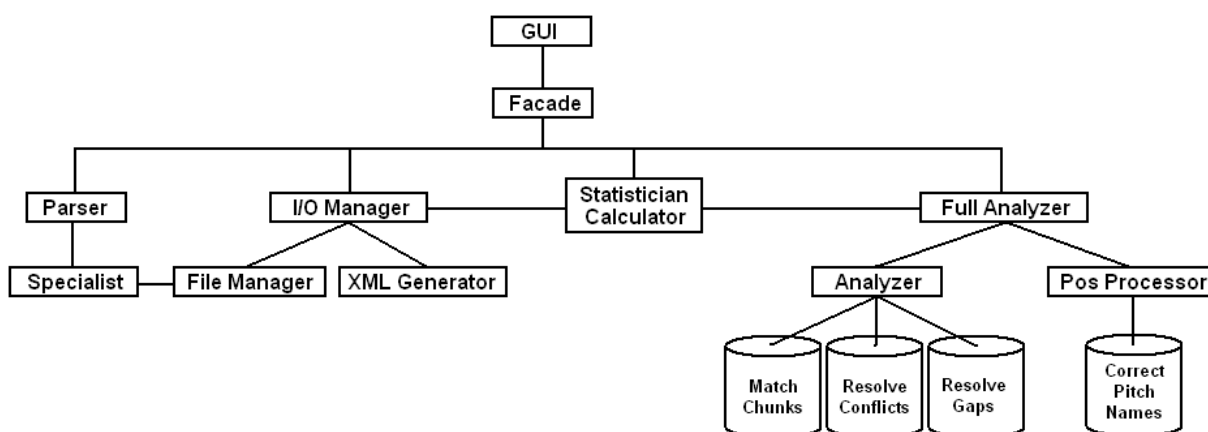 GUI
Facade
Parser
I/O Manager
Statistician
Calculator
Full Analyzer
Specialist
File Manager
XML Generator
Analyzer
Pos Processor
Match
Chunks
Resolve
Conflicts
Resolve
Gaps
Correct
Pitch
Names